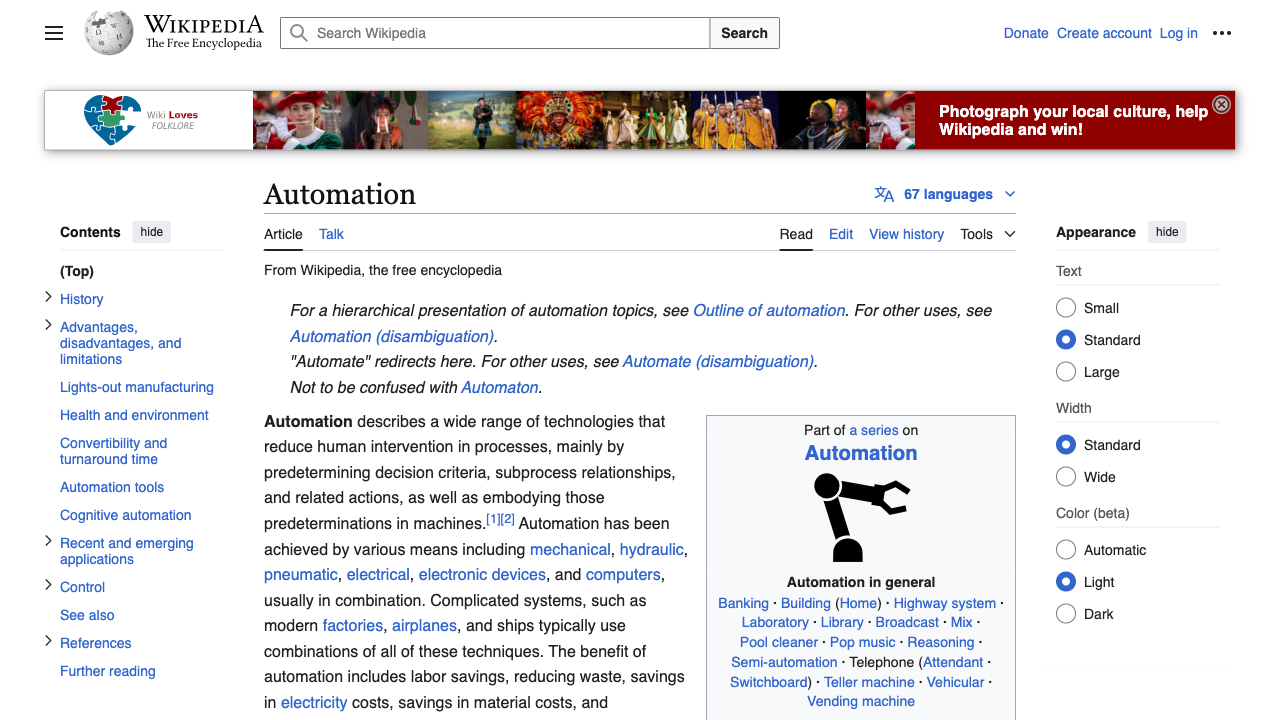 WIKIPEDIA
The Free Encyclopedia
Search Wikipedia
Search
Donate
Create account
Log in
Wiki Loves
FOLKLORE
Photograph your local culture, help
Wikipedia and win!
Automation
67 languages
Contents
hide
Article
Talk
Read
Edit
View history
Tools
Appearance
hide
From Wikipedia, the free encyclopedia
(Top)
History
Advantages,
disadvantages, and
limitations
Lights-out manufacturing
Health and environment
Convertibility and
turnaround time
Automation tools
Cognitive automation
Recent and emerging
applications
Control
See also
References
Further reading
For a hierarchical presentation of automation topics, see Outline of automation. For other uses, see
Automation (disambiguation).
"Automate" redirects here. For other uses, see Automate (disambiguation).
Not to be confused with Automaton.
Automation describes a wide range of technologies that
reduce human intervention in processes, mainly by
predetermining decision criteria, subprocess relationships,
and related actions, as well as embodying those
predeterminations in machines.[1][2] Automation has been
achieved by various means including mechanical, hydraulic,
pneumatic, electrical, electronic devices, and computers,
usually in combination. Complicated systems, such as
modern factories, airplanes, and ships typically use
combinations of all of these techniques. The benefit of
automation includes labor savings, reducing waste, savings
in electricity costs, savings in material costs, and
Part of a series on
Automation
Automation in general
Banking · Building (Home) · Highway system ·
Laboratory · Library · Broadcast · Mix ·
Pool cleaner · Pop music · Reasoning ·
Semi-automation · Telephone (Attendant ·
Switchboard) · Teller machine · Vehicular ·
Vending machine
Text
Small
Standard
Large
Width
Standard
Wide
Color (beta)
Automatic
Light
Dark